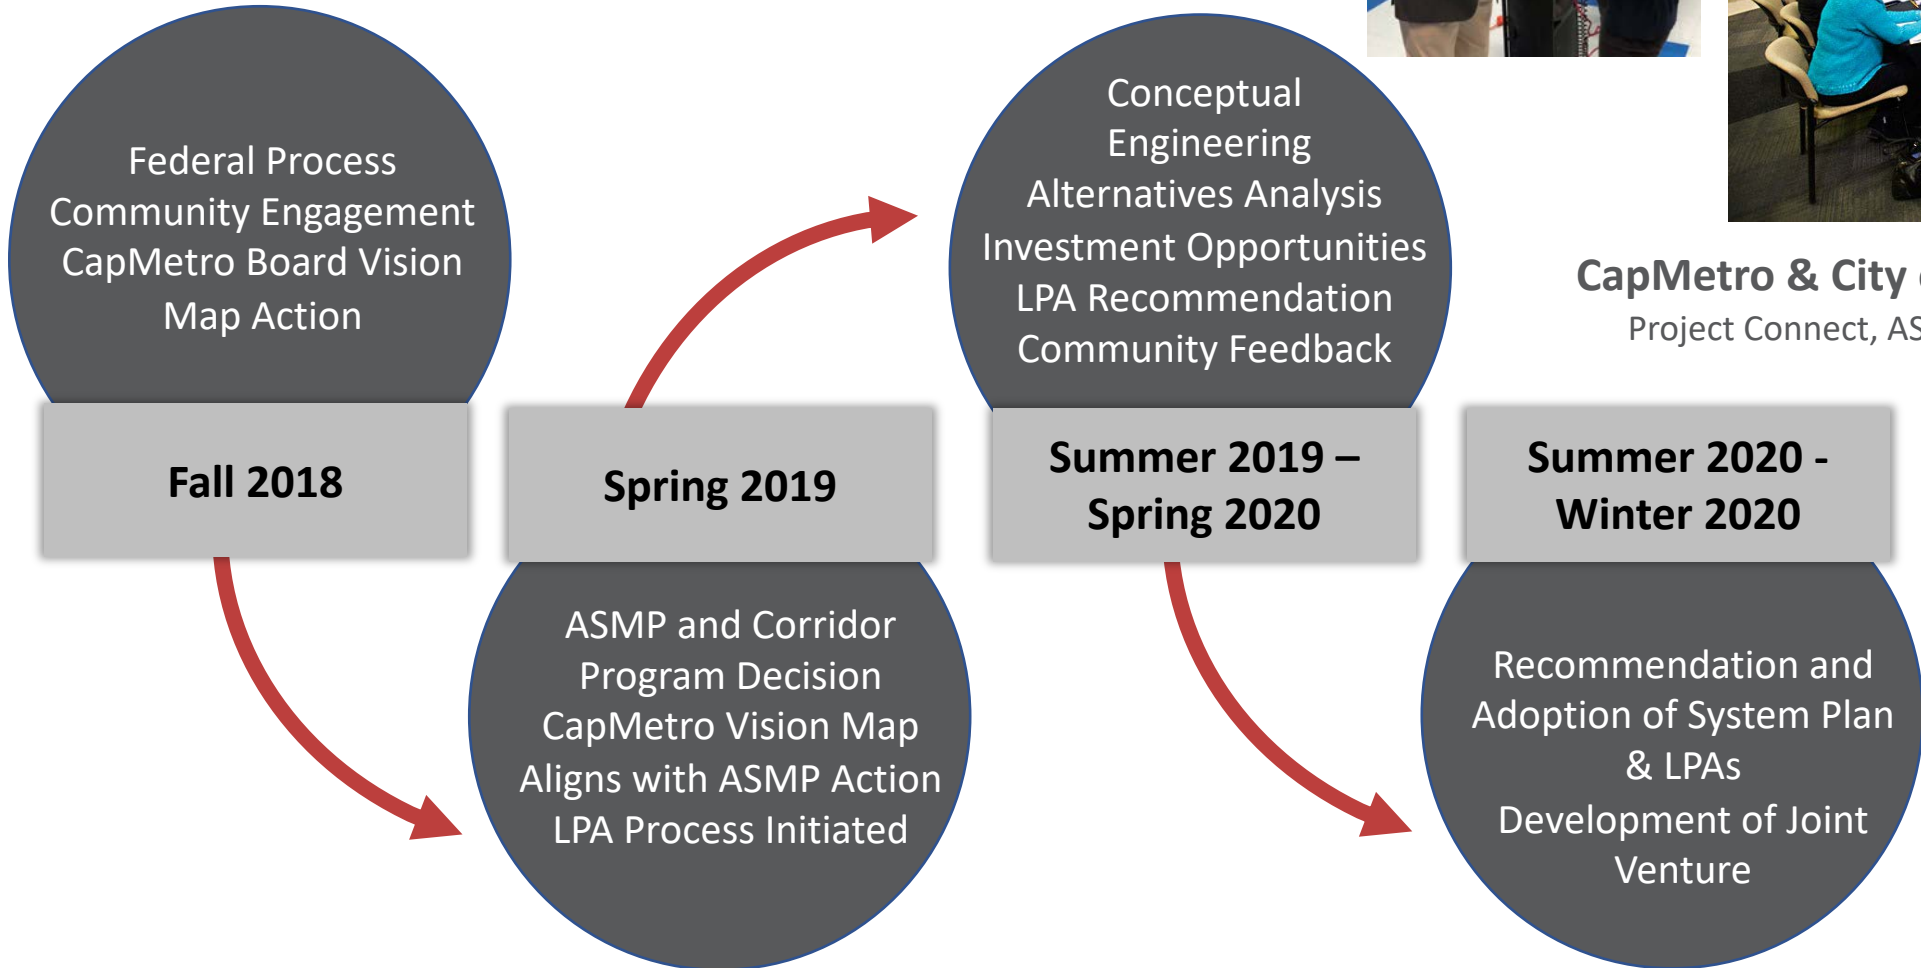 Federal Process
Community Engagement
CapMetro Board Vision
Map Action
Fall 2018
Spring 2019
ASMP and Corridor
Program Decision
CapMetro Vision Map
Aligns with ASMP Action
LPA Process Initiated
Conceptual
Engineering
Alternatives Analysis
Investment Opportunities
LPA Recommendation
Community Feedback
Summer 2019 –
Spring 2020
CapMetro & City
Project Connect, AS
Summer 2020 -
Winter 2020
Recommendation and
Adoption of System Plan
& LPAs
Development of Joint
Venture